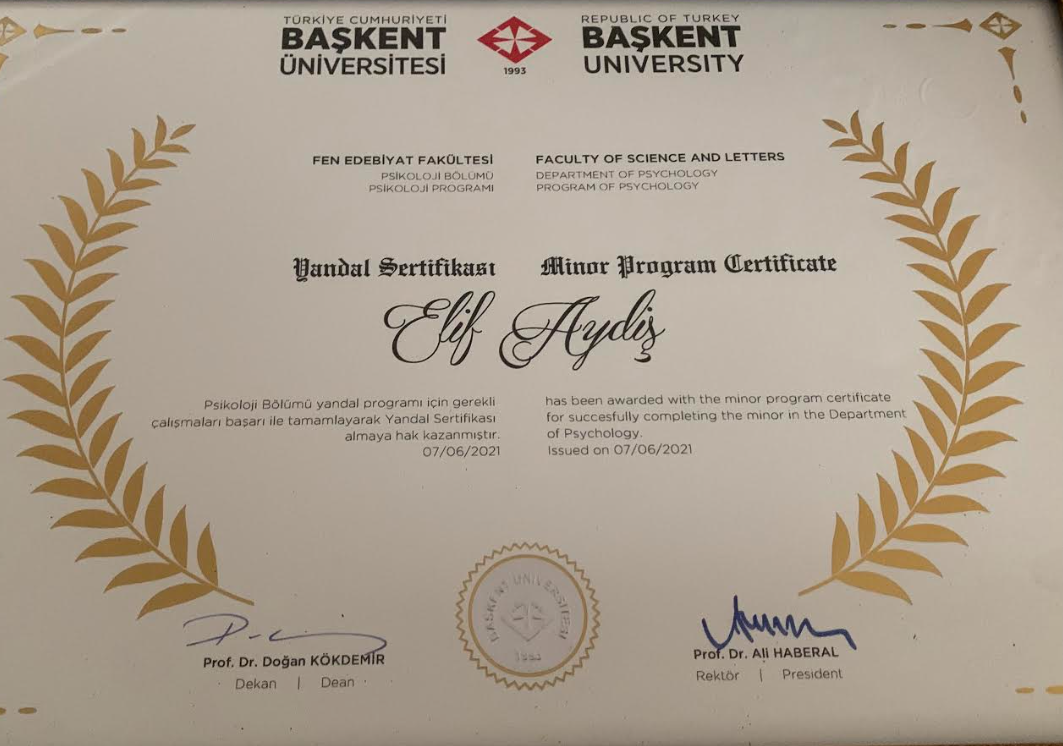 TÜRKİYE CUMHURİYETİ
BAŞKENT
ÜNİVERSİTESİ
1993
REPUBLIC OF TURKEY
BAŞKENT
UNIVERSITY
FEN EDEBİYAT FAKÜLTESİ
PSİKOLOJİ BÖLÜMÜ
PSİKOLOJİ PROGRAMI
FACULTY OF SCIENCE AND LETTERS
DEPARTMENT OF PSYCHOLOGY
PROGRAM OF PSYCHOLOGY
Yandal Sertifikası
Minor Program Certificate
Elif Aydiş
Psikoloji Bölümü yandal programı için gerekli
çalışmaları başarı ile tamamlayarak Yandal Sertifikası
almaya hak kazanmıştır.
07/06/2021
has been awarded with the minor program certificate
for succesfully completing the minor in the Department
of Psychology.
Issued on 07/06/2021
BAŞKENT ÜNİVERSİTESİ
1993
Prof. Dr. Doğan KÖKDEMİR
Dekan | Dean
Prof. Dr. Ali HABERAL
Rektör | President